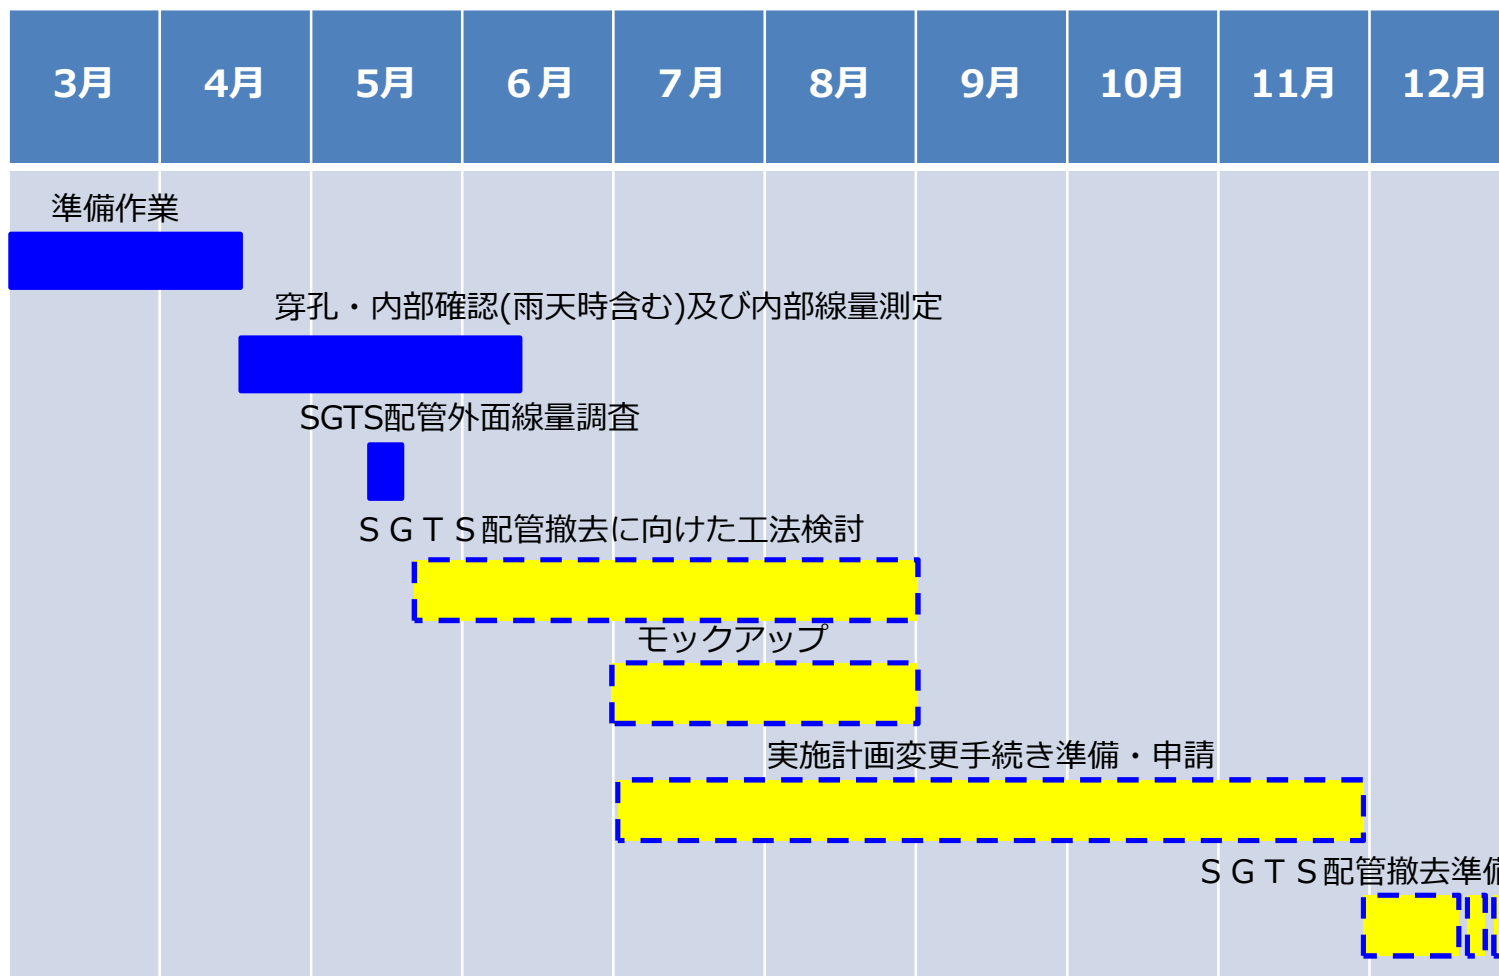 3月 4月 5月 6月 7月 8月 9月 10月 11月 12月
準備作業
穿孔・内部確認(雨天時含む)及び内部線量測定
SGTS配管外面線量調査
SGTS配管撤去に向けた工法検討
モックアップ
実施計画変更手続き準備・申請
SGTS配管撤去準備